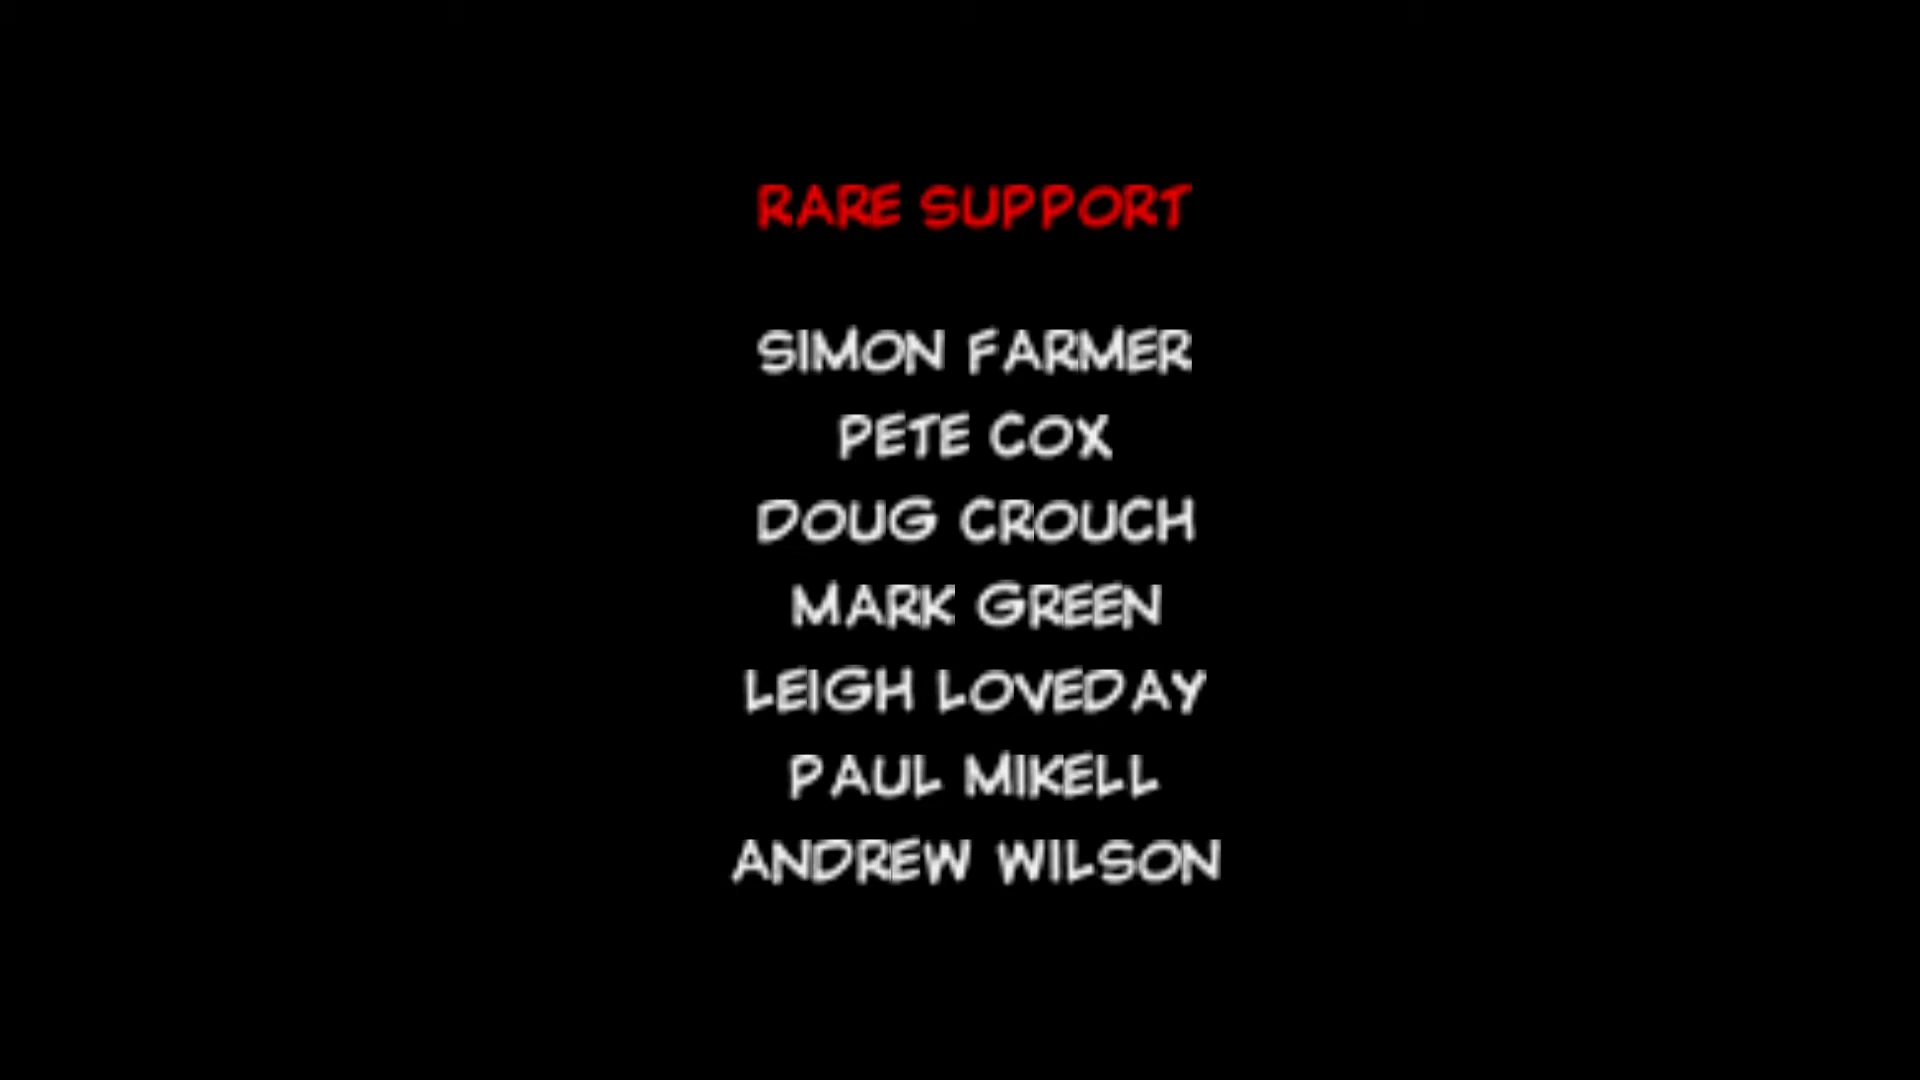 RARE SUPPORT
SIMON FARMER
PETE COX
DOUG CROUCH
MARK GREEN
LEIGH LOVEDAY
PAUL MIKELL
ANDREW WILSON